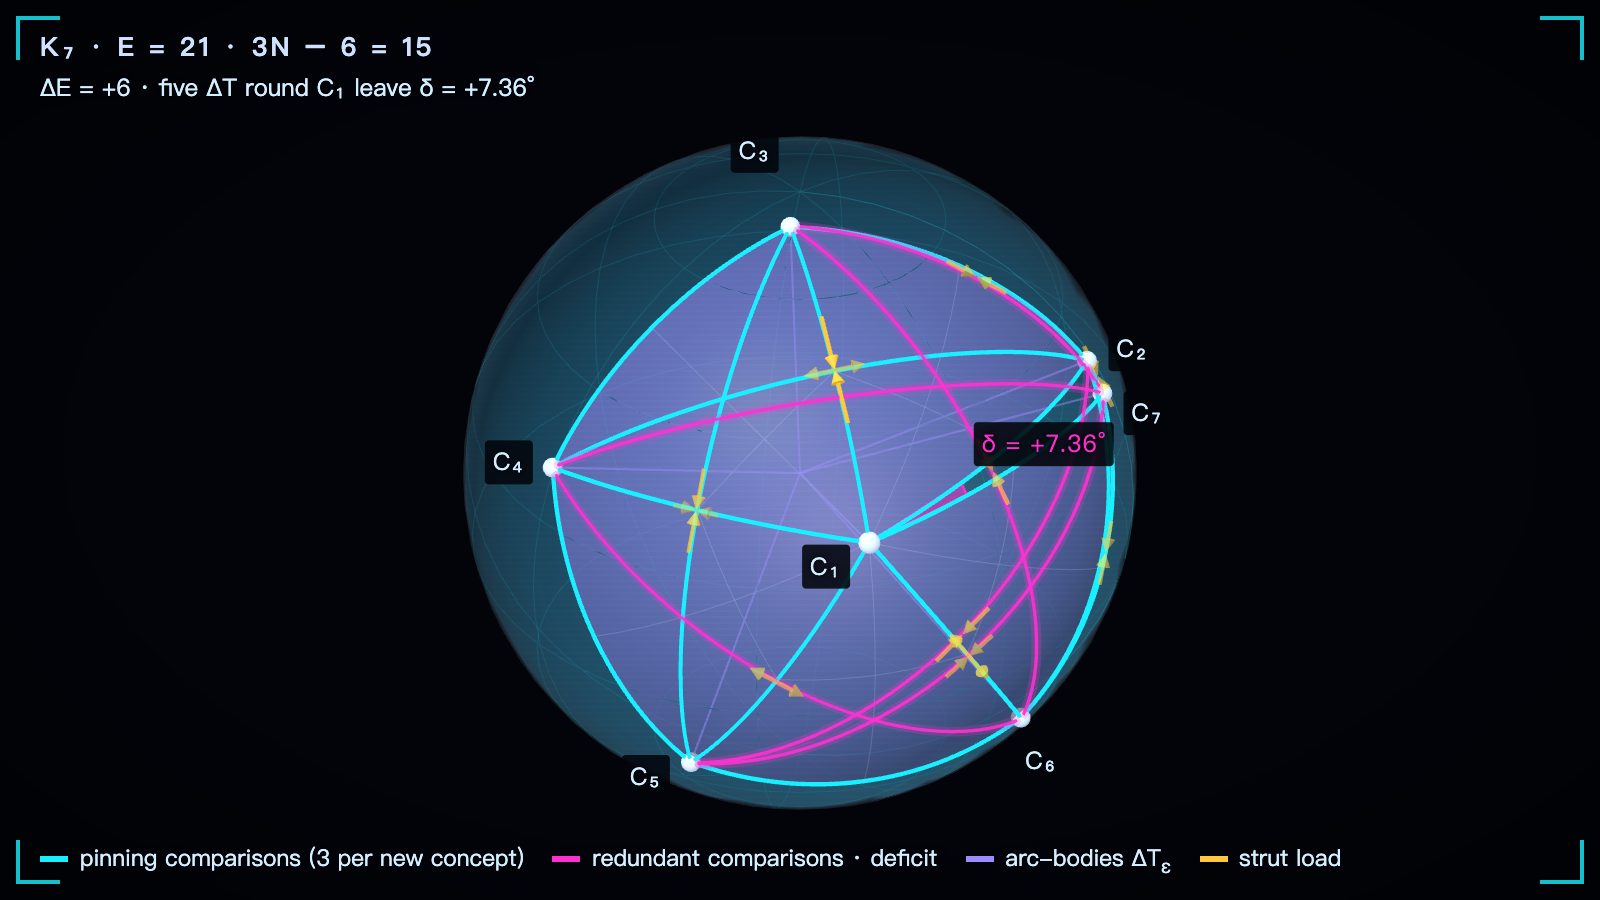 K₇ · E = 21 · 3N − 6 = 15
ΔE = +6 · five ΔT round C₁ leave δ = +7.36°
C₃
C₂
C₇
δ = +7.36°
C₄
C₁
C₆
C₅
pinning comparisons (3 per new concept)
redundant comparisons · deficit
arc–bodies ΔTε
strut load